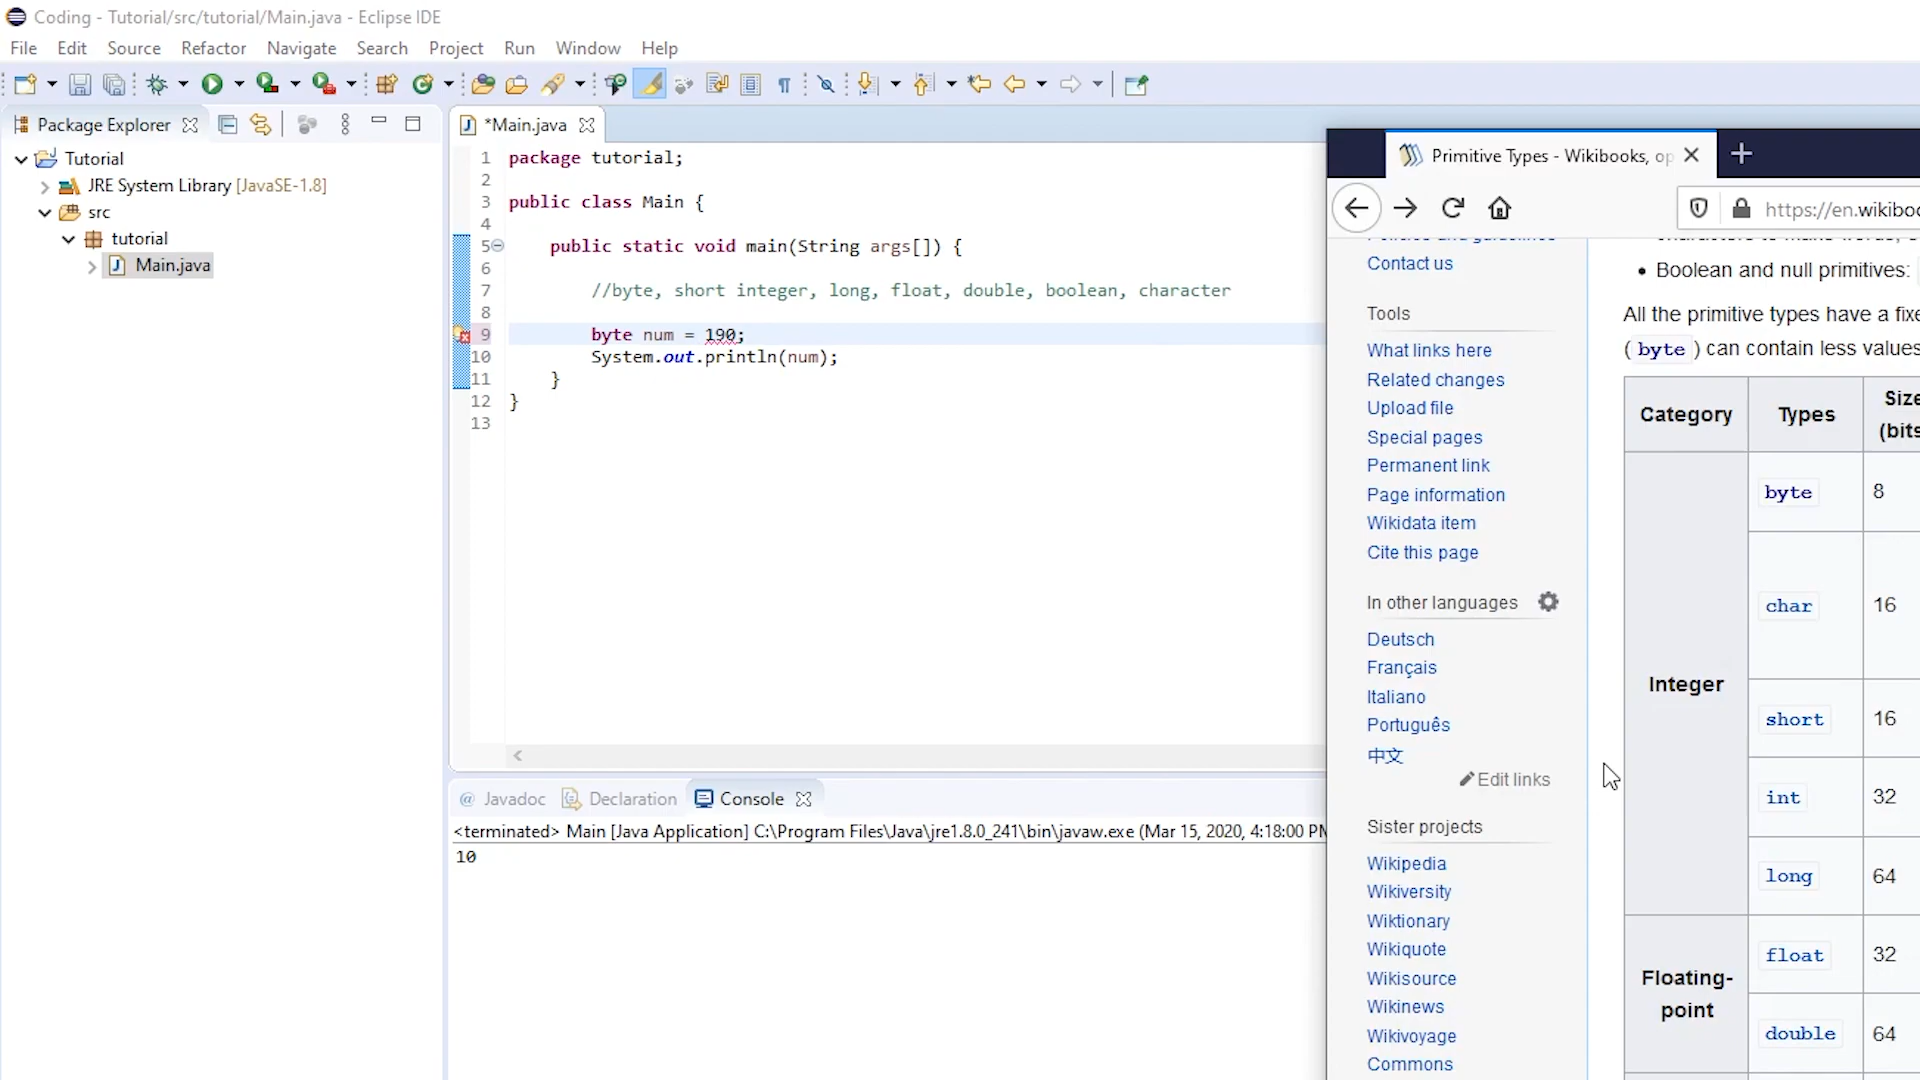 Coding - Tutorial/src/tutorial/Main.java - Eclipse IDE
File Edit Source Refactor Navigate Search Project Run Window Help
Package Explorer
Tutorial
JRE System Library [JavaSE-1.8]
src
tutorial
Main.java
*Main.java
1 package tutorial;
2
3 public class Main {
4
5 public static void main(String args[]) {
6
7 //byte, short integer, long, float, double, boolean, character
8
9 byte num = 190;
10 System.out.println(num);
11 }
12 }
13
@ Javadoc Declaration Console
<terminated> Main [Java Application] C:\Program Files\Java\jre1.8.0_241\bin\javaw.exe (Mar 15, 2020, 4:18:00 PM
10
Primitive Types - Wikibooks, op
https://en.wikiboo
Policies and guidelines
Contact us
Tools
What links here
Related changes
Upload file
Special pages
Permanent link
Page information
Wikidata item
Cite this page
In other languages
Deutsch
Français
Italiano
Português
中文
Edit links
Sister projects
Wikipedia
Wikiversity
Wiktionary
Wikiquote
Wikisource
Wikinews
Wikivoyage
Commons
characters to make words,
• Boolean and null primitives:
All the primitive types have a fixe
( byte ) can contain less values
Category Types Size
(bits
Integer
byte 8
char 16
short 16
int 32
long 64
Floating-
point
float 32
double 64